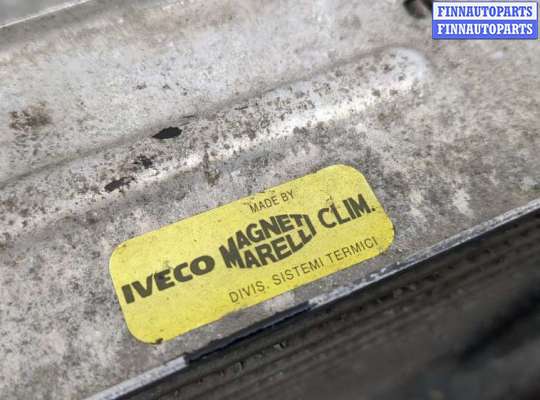 FINNAUTOPARTS
FINNAUTOPARTS
MADE BY
IVECO MAGNETI MARELLI CLIM.
DIVIS. SISTEMI TERMICI